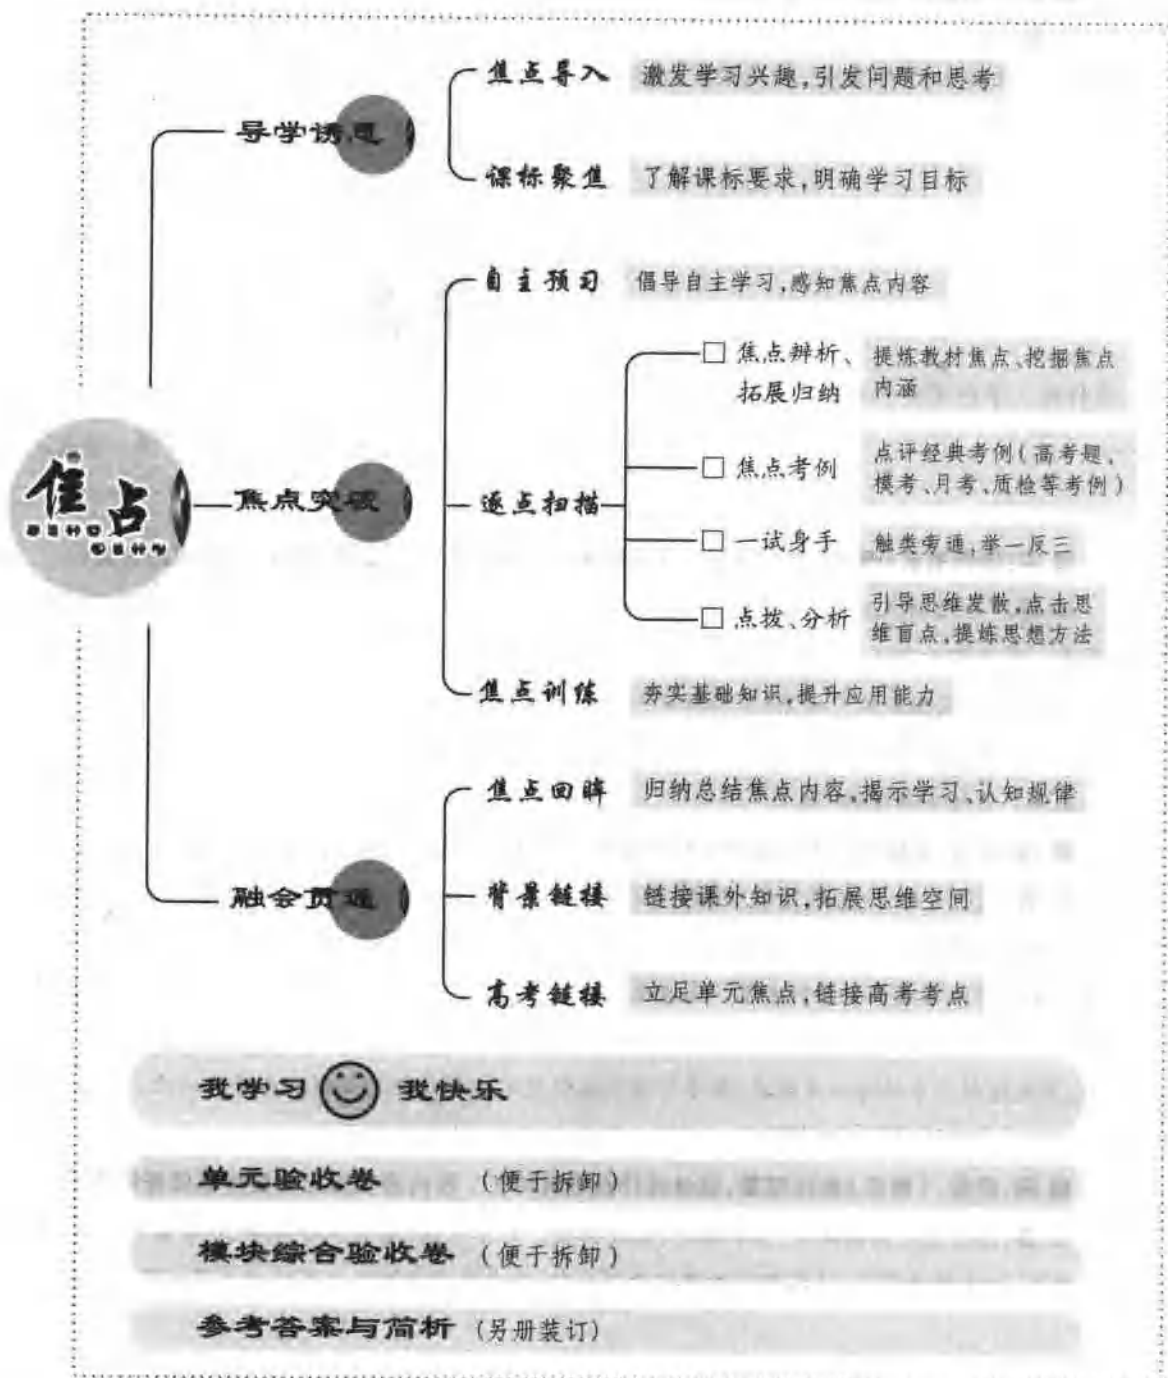 焦点导入 激发学习兴趣,引发问题和思考
导学诱思
课标聚焦 了解课标要求,明确学习目标
自主预习 倡导自主学习,感知焦点内容
焦点辨析、 提炼教材焦点、挖掘焦点
拓展归纳 内涵
焦点考例 点评经典考例(高考题、
模考、月考、质检等考例)
焦点
焦点突破
逐点扫描
一试身手 触类旁通,举一反三
点拨、分析 引导思维发散,点击思
维盲点,提炼思想方法
焦点训练 夯实基础知识,提升应用能力
焦点回眸 归纳总结焦点内容,揭示学习、认知规律
融会贯通
背景链接 链接课外知识,拓展思维空间
高考链接 立足单元焦点,链接高考考点
我学习 我快乐
单元验收卷 (便于拆卸)
模块综合验收卷 (便于拆卸)
参考答案与简析 (另册装订)